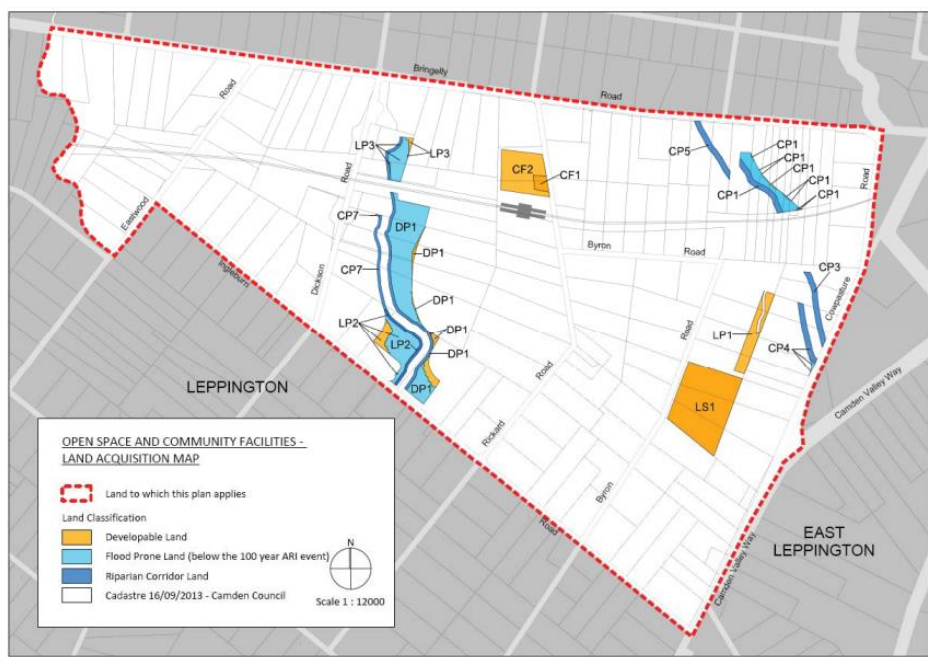 Bringelly
Road
Road
LP3
LP3
CF2
CF1
CP5
CP1
CP1
CP1
CP1
CP1
CP1
Road
Road
Eastwood
CP7
DP1
DP1
Byron
Road
Ingleburn
CP7
Dickson
DP1
CP3
Cowpasture
LP2
LP2
DP1
DP1
LP1
Road
CP4
DP1
Road
LEPPINGTON
LS1
Camden Valley Way
Rickard
Byron
Road
Camden Valley Way
EAST
LEPPINGTON
OPEN SPACE AND COMMUNITY FACILITIES -
LAND ACQUISITION MAP
Land to which this plan applies
Land Classification
Developable Land
Flood Prone Land (below the 100 year ARI event)
Riparian Corridor Land
Cadastre 16/09/2013 - Camden Council
N
Scale 1 : 12000